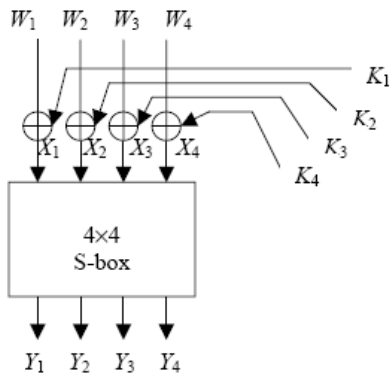 W₁ W₂ W₃ W₄
K₁
K₂
K₃
K₄
X₁ X₂ X₃ X₄
4×4
S-box
Y₁ Y₂ Y₃ Y₄